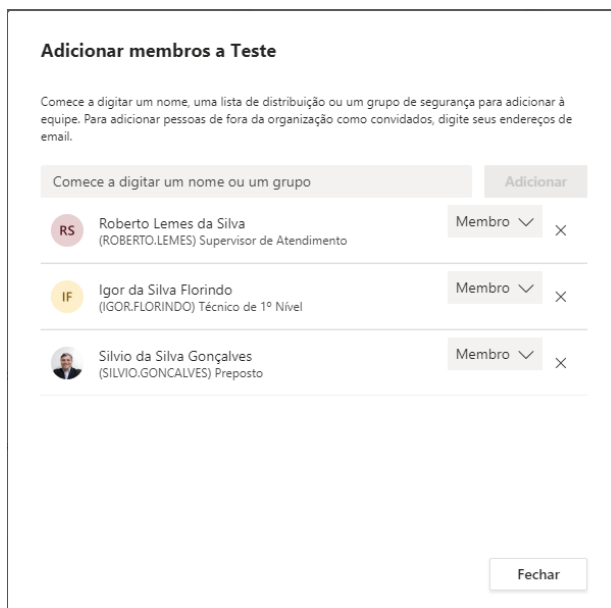 Adicionar membros a Teste
Comece a digitar um nome, uma lista de distribuição ou um grupo de segurança para adicionar à
equipe. Para adicionar pessoas de fora da organização como convidados, digite seus endereços de
email.
Comece a digitar um nome ou um grupo
Adicionar
RS
Roberto Lemes da Silva
Membro
(ROBERTO.LEMES) Supervisor de Atendimento
IF
Igor da Silva Florindo
Membro
(IGOR.FLORINDO) Técnico de 1º Nível
Silvio da Silva Gonçalves
Membro
(SILVIO.GONCALVES) Preposto
Fechar